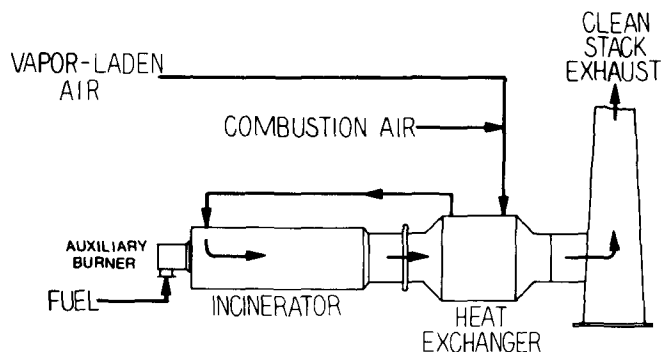 CLEAN
STACK
EXHAUST
VAPOR-LADEN
AIR
COMBUSTION AIR
AUXILIARY
BURNER
FUEL
INCINERATOR
HEAT
EXCHANGER